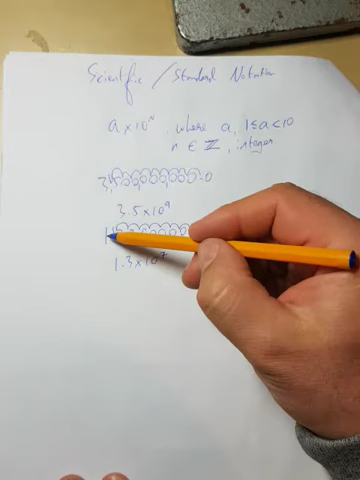 Scientific / Standard Notation
a × 10ⁿ, where a, 1≤a<10
n ∈ ℤ, integer
3.5×10⁹
1.3×10⁷